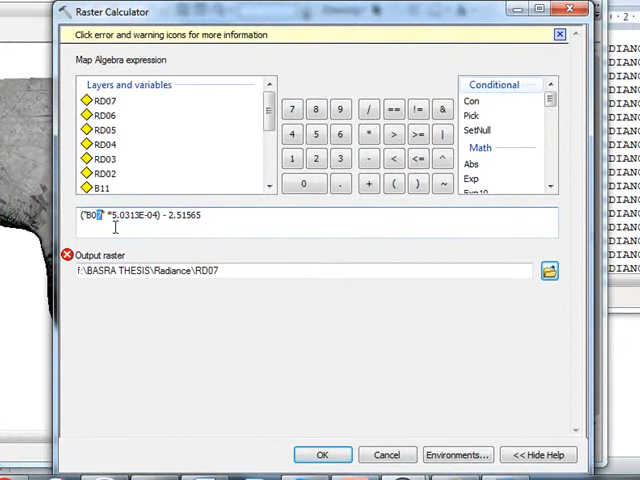 Raster Calculator
Click error and warning icons for more information
Map Algebra expression
Layers and variables
RD07
RD06
RD05
RD04
RD03
RD02
B11
7 8 9 / == != &
4 5 6 * > >= |
1 2 3 - < <= ^
0 . + ( ) ~
Conditional
Con
Pick
SetNull
Math
Abs
Exp
Exp10
("B07" *5.0313E-04) - 2.51565
Output raster
f:\BASRA THESIS\Radiance\RD07
OK Cancel Environments... << Hide Help